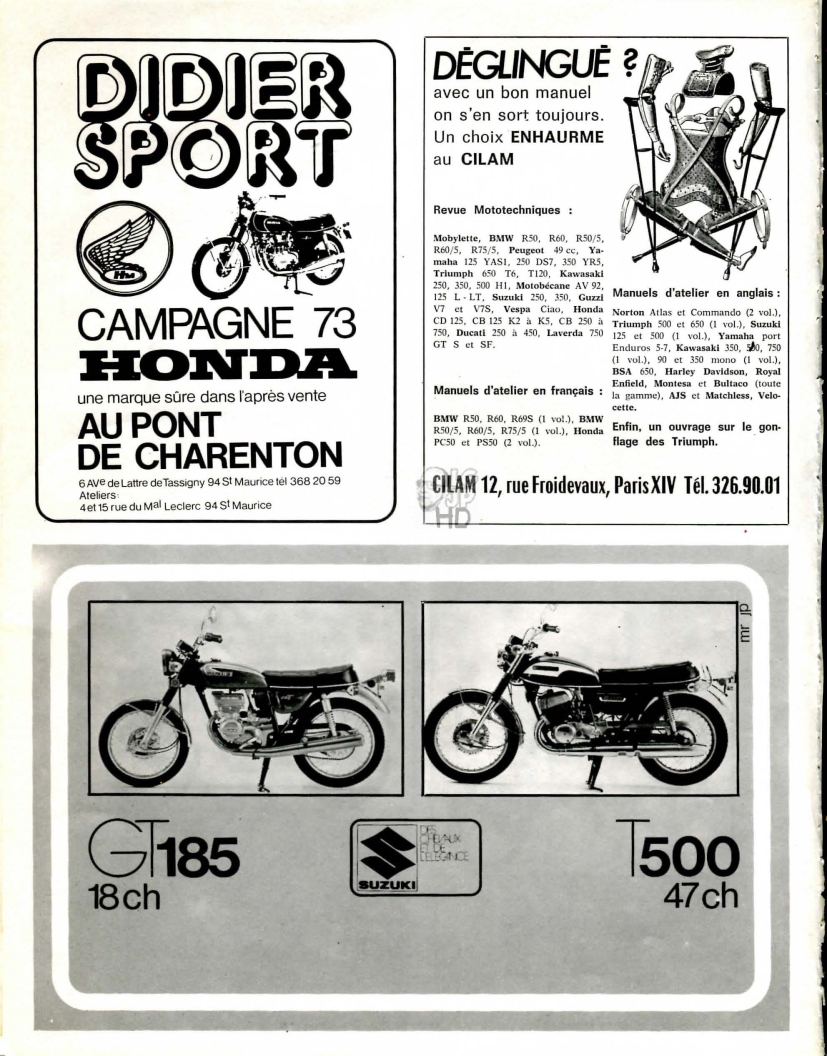 DIDIER
SPORT
HM
CAMPAGNE 73
HONDA
une marque sûre dans l'après vente
AU PONT
DE CHARENTON
6 AVe de Lattre de Tassigny 94 St Maurice tél 368 20 59
Ateliers:
4 et 15 rue du Mal Leclerc 94 St Maurice
DÉGLINGUÉ ?
avec un bon manuel
on s'en sort toujours.
Un choix ENHAURME
au CILAM
Revue Mototechniques :
Mobylette, BMW R50, R60, R50/5,
R60/5, R75/5, Peugeot 49 cc, Ya-
maha 125 YAS1, 250 DS7, 350 YR5,
Triumph 650 T6, T120, Kawasaki
250, 350, 500 H1, Motobécane AV 92,
125 L - LT, Suzuki 250, 350, Guzzi
V7 et V7S, Vespa Ciao, Honda
CD 125, CB 125 K2 à K5, CB 250 à
750, Ducati 250 à 450, Laverda 750
GT S et SF.
Manuels d'atelier en français :
BMW R50, R60, R69S (1 vol.), BMW
R50/5, R60/5, R75/5 (1 vol.), Honda
PC50 et PS50 (2 vol.).
Manuels d'atelier en anglais :
Norton Atlas et Commando (2 vol.),
Triumph 500 et 650 (1 vol.), Suzuki
125 et 500 (1 vol.), Yamaha port
Enduros 5-7, Kawasaki 350, 500, 750
(1 vol.), 90 et 350 mono (1 vol.),
BSA 650, Harley Davidson, Royal
Enfield, Montesa et Bultaco (toute
la gamme), AJS et Matchless, Velo-
cette.
Enfin, un ouvrage sur le gon-
flage des Triumph.
CILAM 12, rue Froidevaux, Paris XIV Tél. 326.90.01
HD
mr jp
GT185
18 ch
SUZUKI
DES
CHEVAUX
ET DE
L'ELEGANCE
T500
47 ch